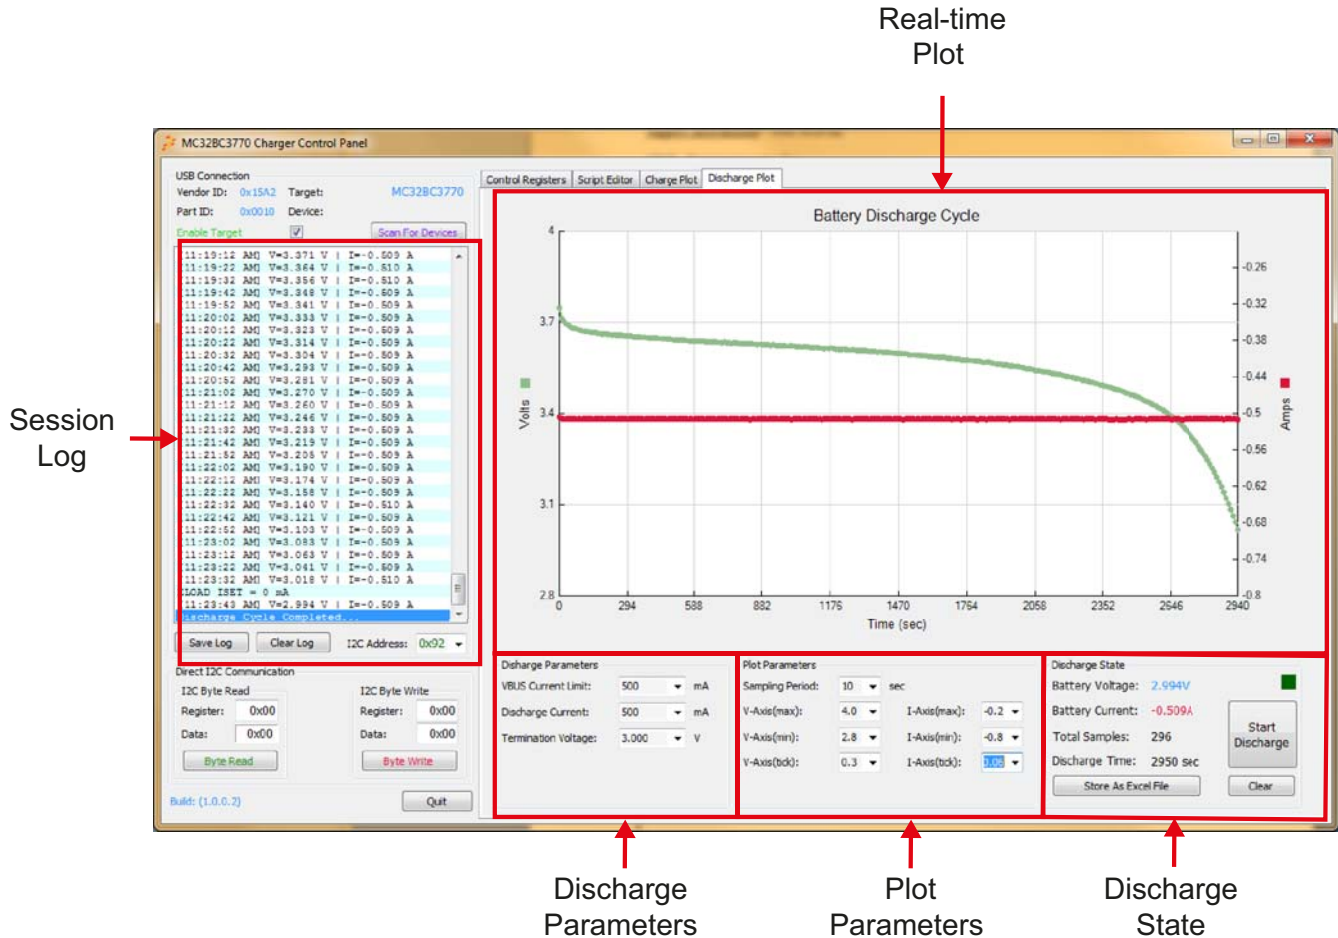 Real-time
Plot
MC32BC3770 Charger Control Panel
USB Connection
Vendor ID: 0x15A2 Target: MC32BC3770
Part ID: 0x0010 Device:
Enable Target
Scan For Devices
[11:19:12 AM] V=3.371 V | I=-0.509 A
[11:19:22 AM] V=3.364 V | I=-0.510 A
[11:19:32 AM] V=3.356 V | I=-0.510 A
[11:19:42 AM] V=3.348 V | I=-0.509 A
[11:19:52 AM] V=3.341 V | I=-0.509 A
[11:20:02 AM] V=3.333 V | I=-0.509 A
[11:20:12 AM] V=3.323 V | I=-0.509 A
[11:20:22 AM] V=3.314 V | I=-0.509 A
[11:20:32 AM] V=3.304 V | I=-0.509 A
[11:20:42 AM] V=3.293 V | I=-0.509 A
[11:20:52 AM] V=3.281 V | I=-0.509 A
[11:21:02 AM] V=3.270 V | I=-0.509 A
[11:21:12 AM] V=3.260 V | I=-0.509 A
[11:21:22 AM] V=3.246 V | I=-0.509 A
[11:21:32 AM] V=3.233 V | I=-0.509 A
[11:21:42 AM] V=3.219 V | I=-0.509 A
[11:21:52 AM] V=3.205 V | I=-0.509 A
[11:22:02 AM] V=3.190 V | I=-0.509 A
[11:22:12 AM] V=3.174 V | I=-0.509 A
[11:22:22 AM] V=3.158 V | I=-0.509 A
[11:22:32 AM] V=3.140 V | I=-0.510 A
[11:22:42 AM] V=3.121 V | I=-0.509 A
[11:22:52 AM] V=3.103 V | I=-0.509 A
[11:23:02 AM] V=3.083 V | I=-0.509 A
[11:23:12 AM] V=3.063 V | I=-0.509 A
[11:23:22 AM] V=3.041 V | I=-0.509 A
[11:23:32 AM] V=3.018 V | I=-0.510 A
ILOAD ISET = 0 mA
[11:23:43 AM] V=2.994 V | I=-0.509 A
Discharge Cycle Completed...
Save Log Clear Log I2C Address: 0x92
Session
Log
Direct I2C Communication
I2C Byte Read I2C Byte Write
Register: 0x00 Register: 0x00
Data: 0x00 Data: 0x00
Byte Read Byte Write
Build: (1.0.0.2) Quit
Control Registers Script Editor Charge Plot Discharge Plot
Battery Discharge Cycle
4
3.7
3.4
3.1
2.8
Volts
-0.26
-0.32
-0.38
-0.44
-0.5
-0.56
-0.62
-0.68
-0.74
-0.8
Amps
0 294 588 882 1176 1470 1764 2058 2352 2646 2940
Time (sec)
Disharge Parameters
VBUS Current Limit: 500 mA
Discharge Current: 500 mA
Termination Voltage: 3.000 V
Plot Parameters
Sampling Period: 10 sec
V-Axis(max): 4.0 I-Axis(max): -0.2
V-Axis(min): 2.8 I-Axis(min): -0.8
V-Axis(tick): 0.3 I-Axis(tick): 0.06
Discharge State
Battery Voltage: 2.994V
Battery Current: -0.509A
Total Samples: 296
Discharge Time: 2950 sec
Start
Discharge
Store As Excel File Clear
Discharge
Parameters
Plot
Parameters
Discharge
State